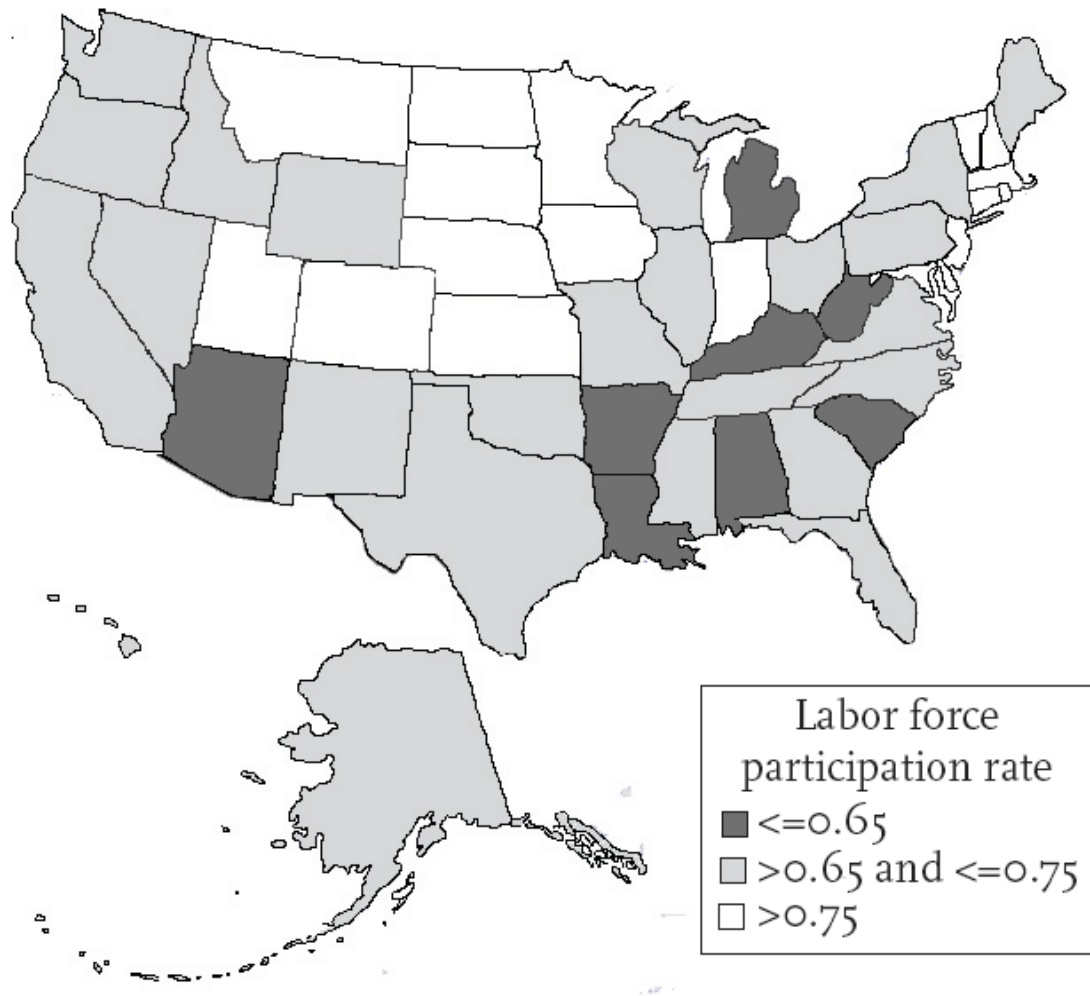 Labor force
participation rate
<=0.65
>0.65 and <=0.75
>0.75